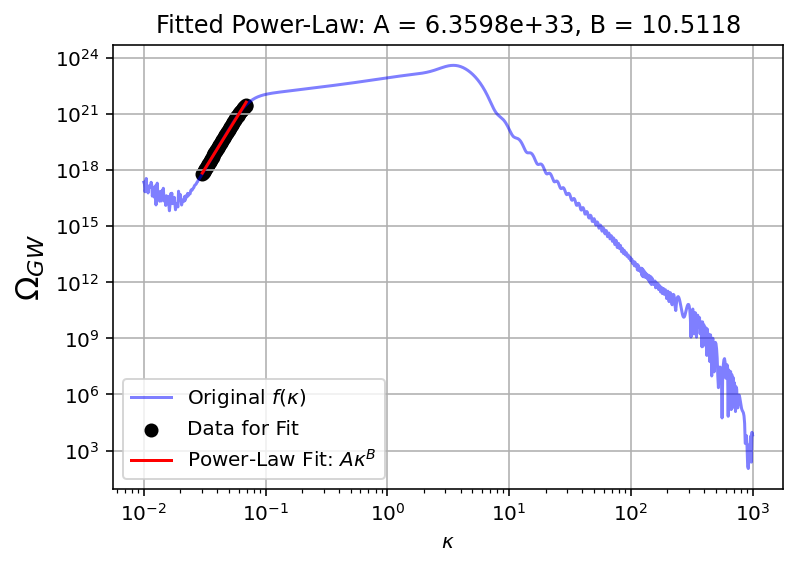 Fitted Power-Law: A = 6.3598e+33, B = 10.5118
Ω_{GW}
10^{24}
10^{21}
10^{18}
10^{15}
10^{12}
10^{9}
10^{6}
10^{3}
Original f(κ)
Data for Fit
Power-Law Fit: Aκ^{B}
10^{−2} 10^{−1} 10^{0} 10^{1} 10^{2} 10^{3}
κ